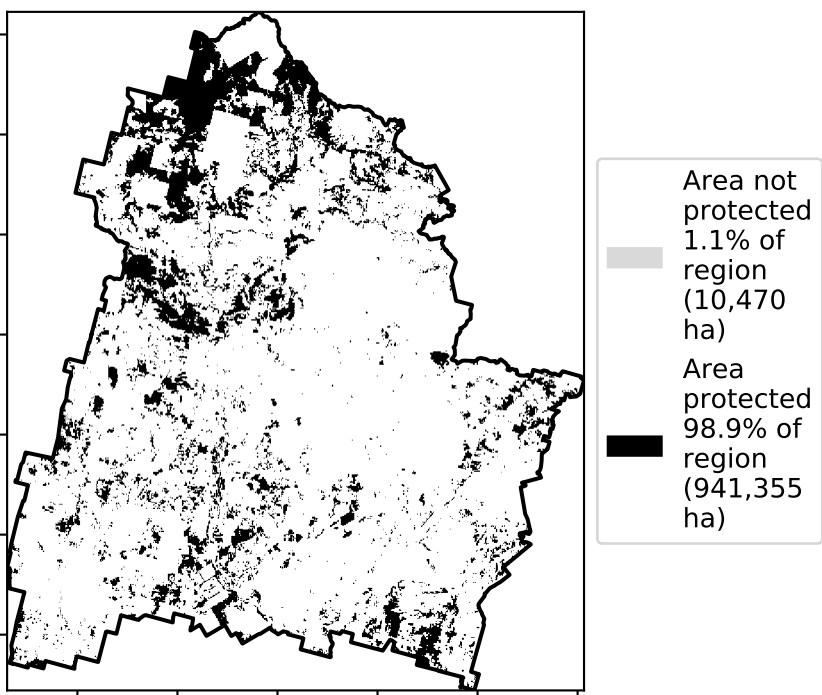 Area not
protected
1.1% of
region
(10,470
ha)
Area
protected
98.9% of
region
(941,355
ha)